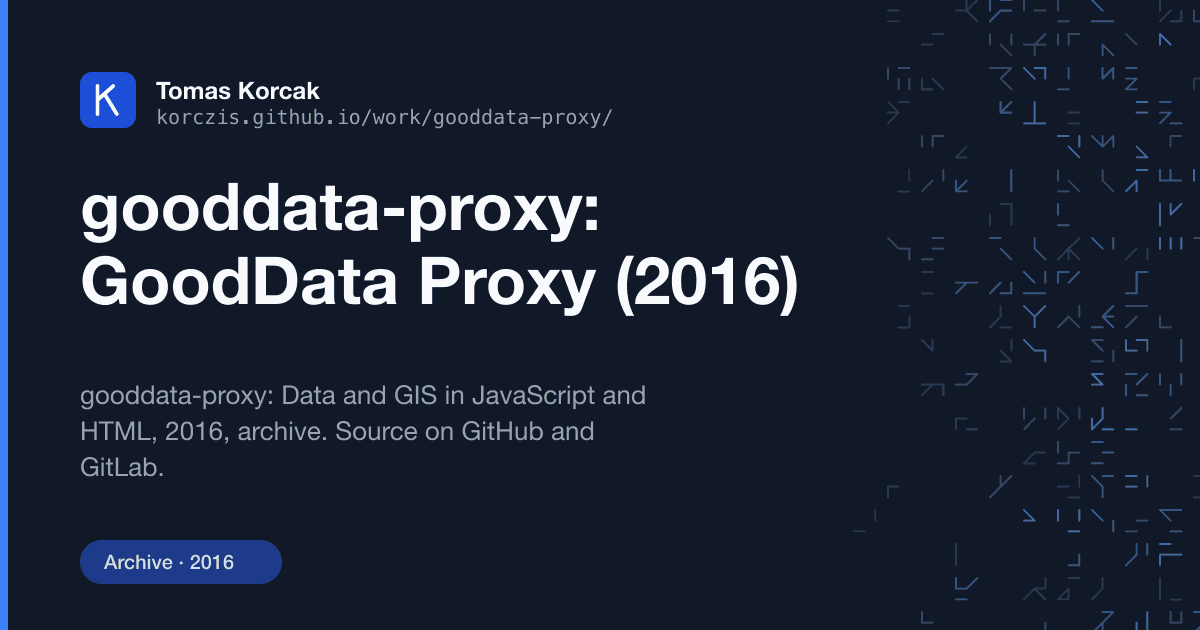 K
Tomas Korcak
korczis.github.io/work/gooddata-proxy/
gooddata-proxy:
GoodData Proxy (2016)
gooddata-proxy: Data and GIS in JavaScript and
HTML, 2016, archive. Source on GitHub and
GitLab.
Archive · 2016